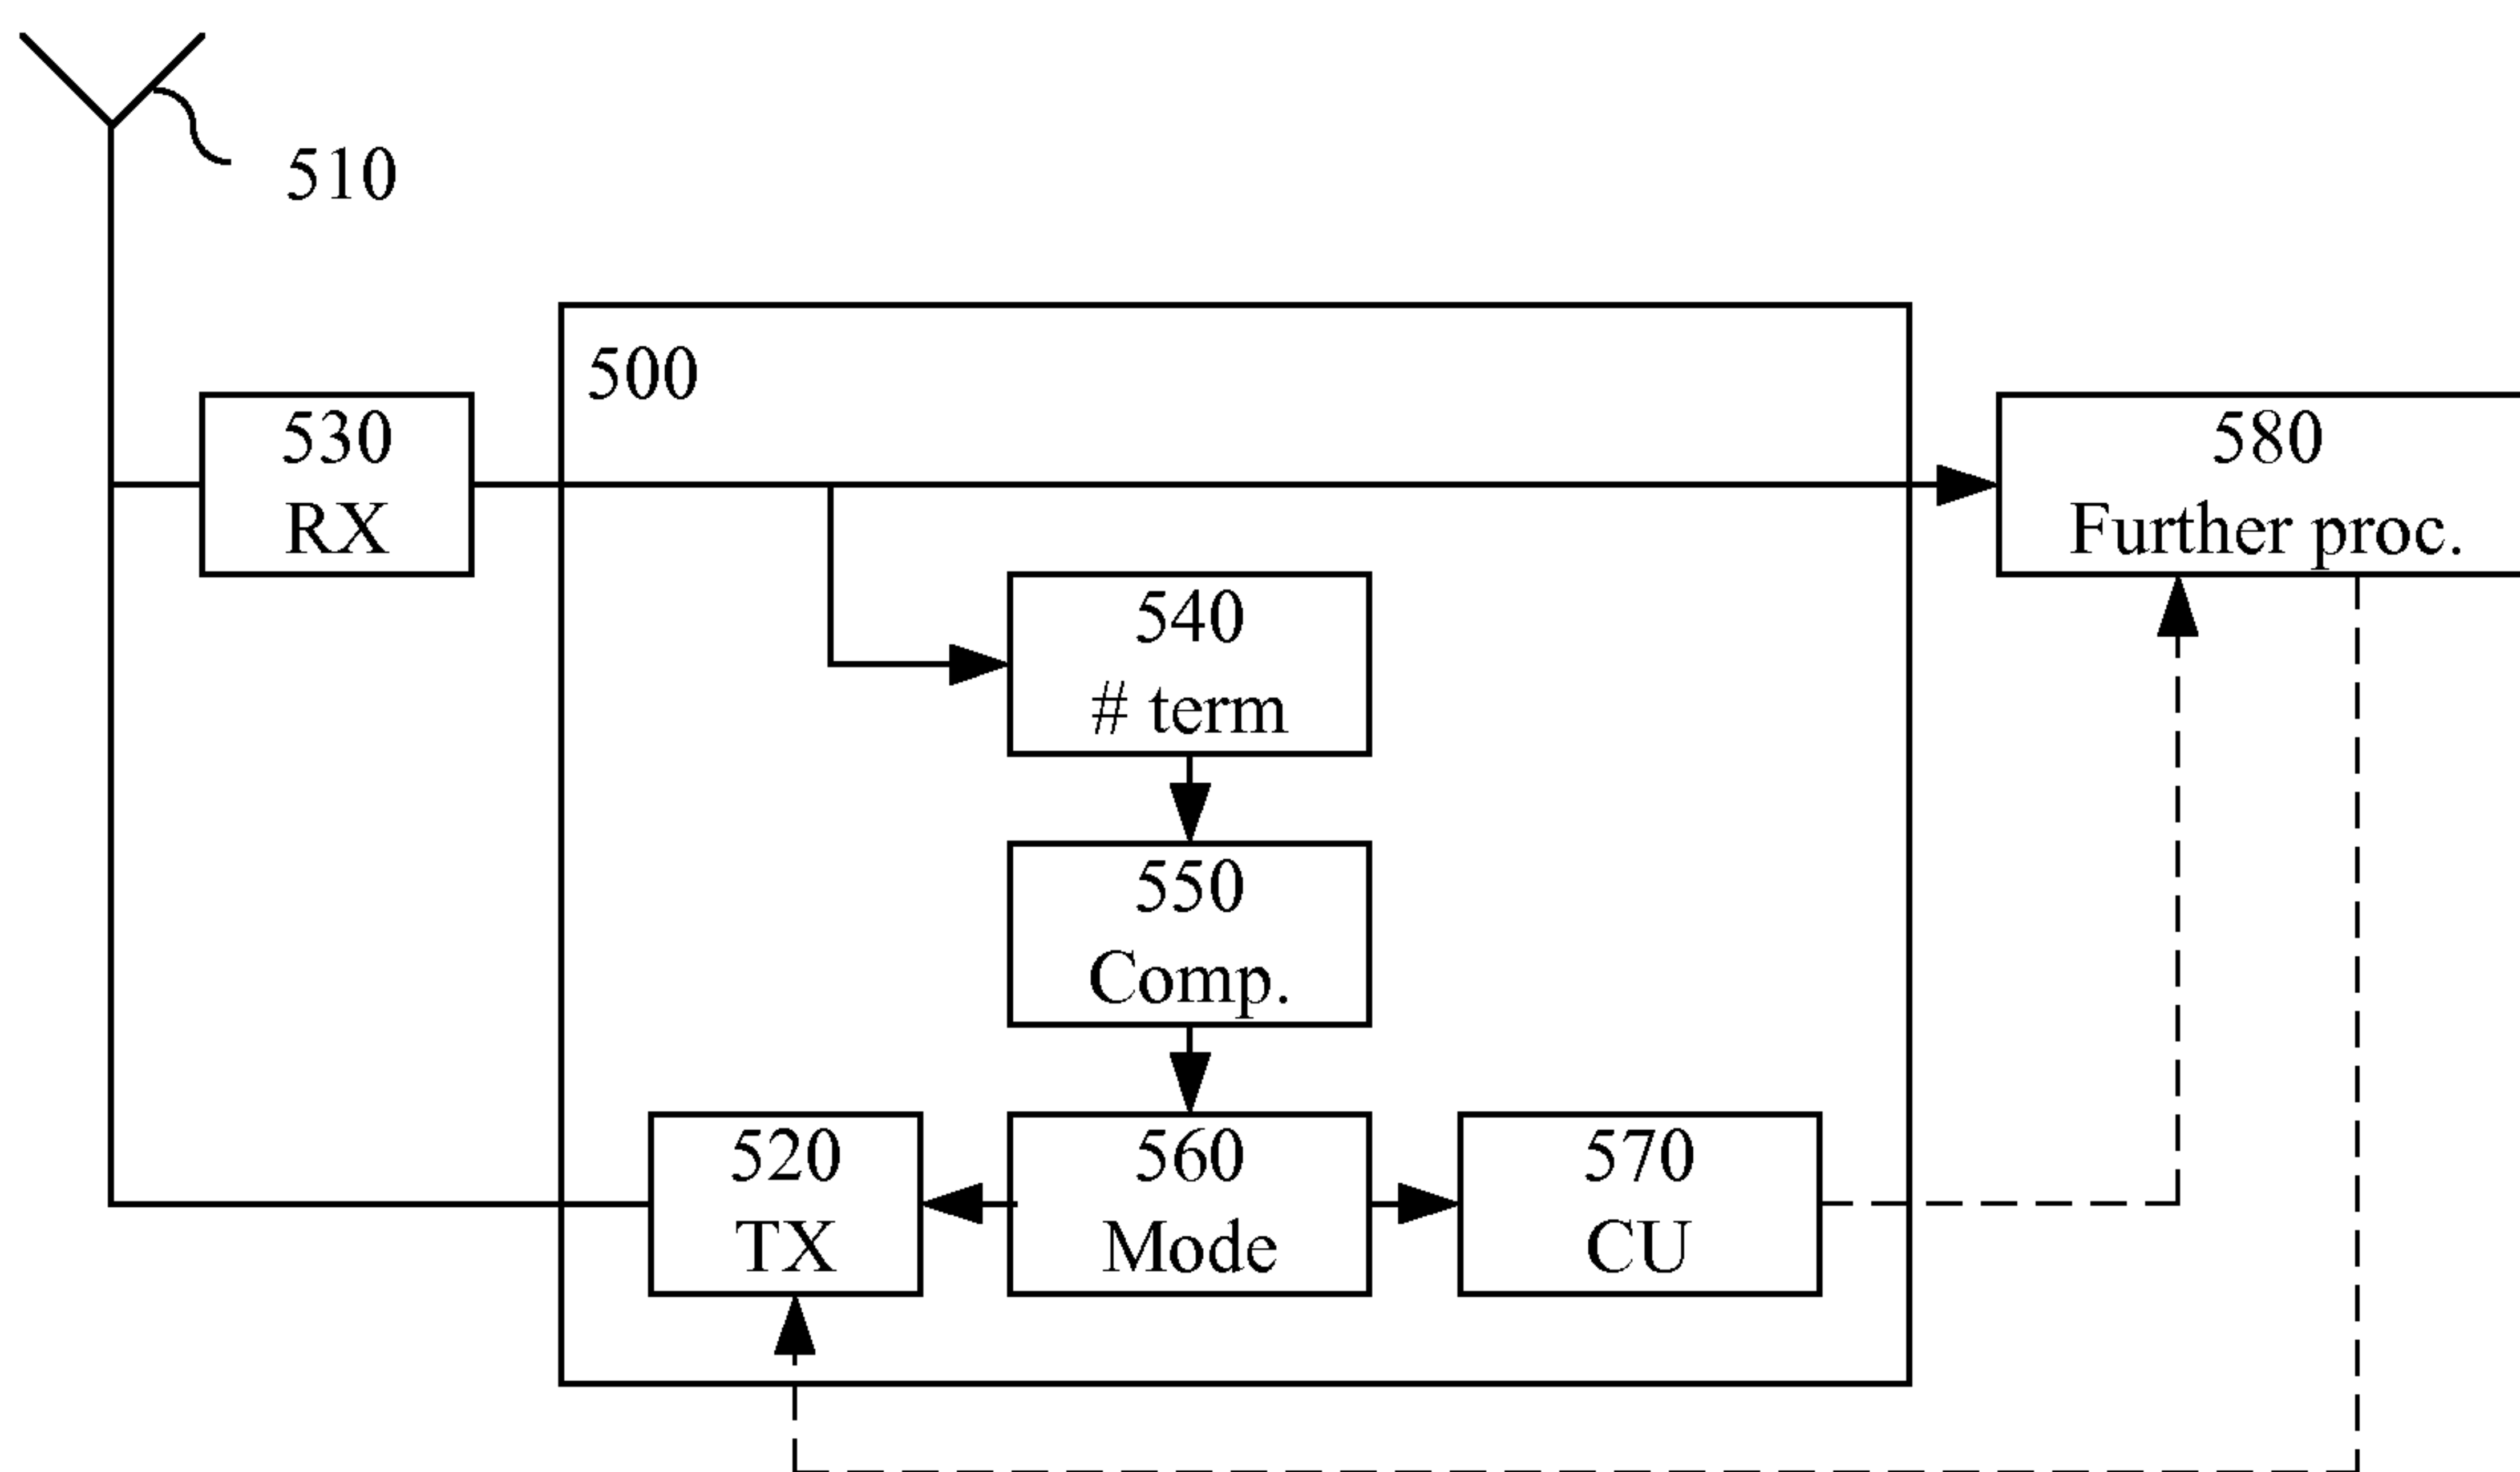 510
500
530
RX
580
Further proc.
540
# term
550
Comp.
520
TX
560
Mode
570
CU